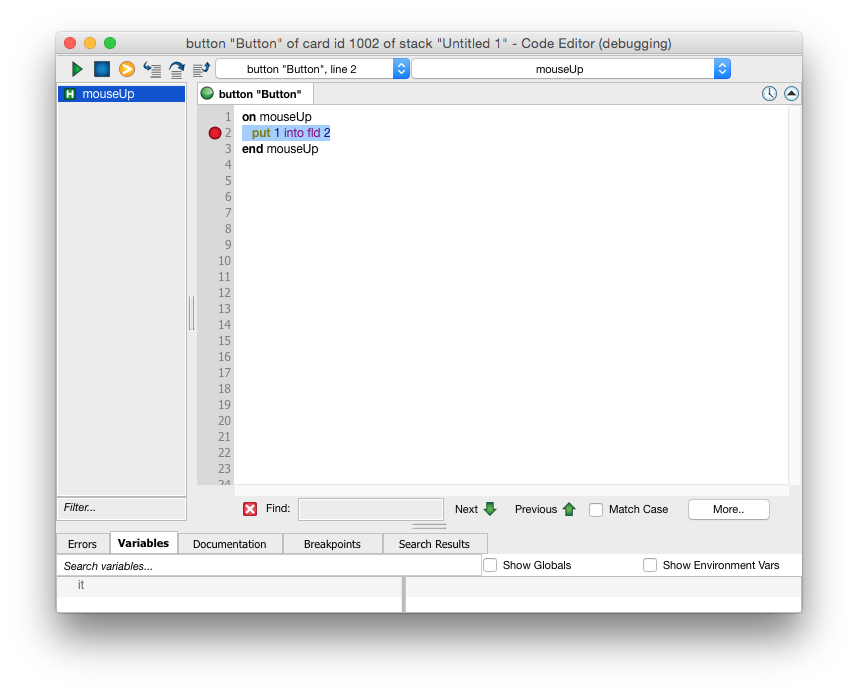 button "Button" of card id 1002 of stack "Untitled 1" - Code Editor (debugging)
button "Button", line 2 mouseUp
H mouseUp
button "Button"
1 on mouseUp
2 put 1 into fld 2
3 end mouseUp
4
5
6
7
8
9
10
11
12
13
14
15
16
17
18
19
20
21
22
23
24
Filter...
Find: Next Previous Match Case More..
Errors Variables Documentation Breakpoints Search Results
Search variables... Show Globals Show Environment Vars
it